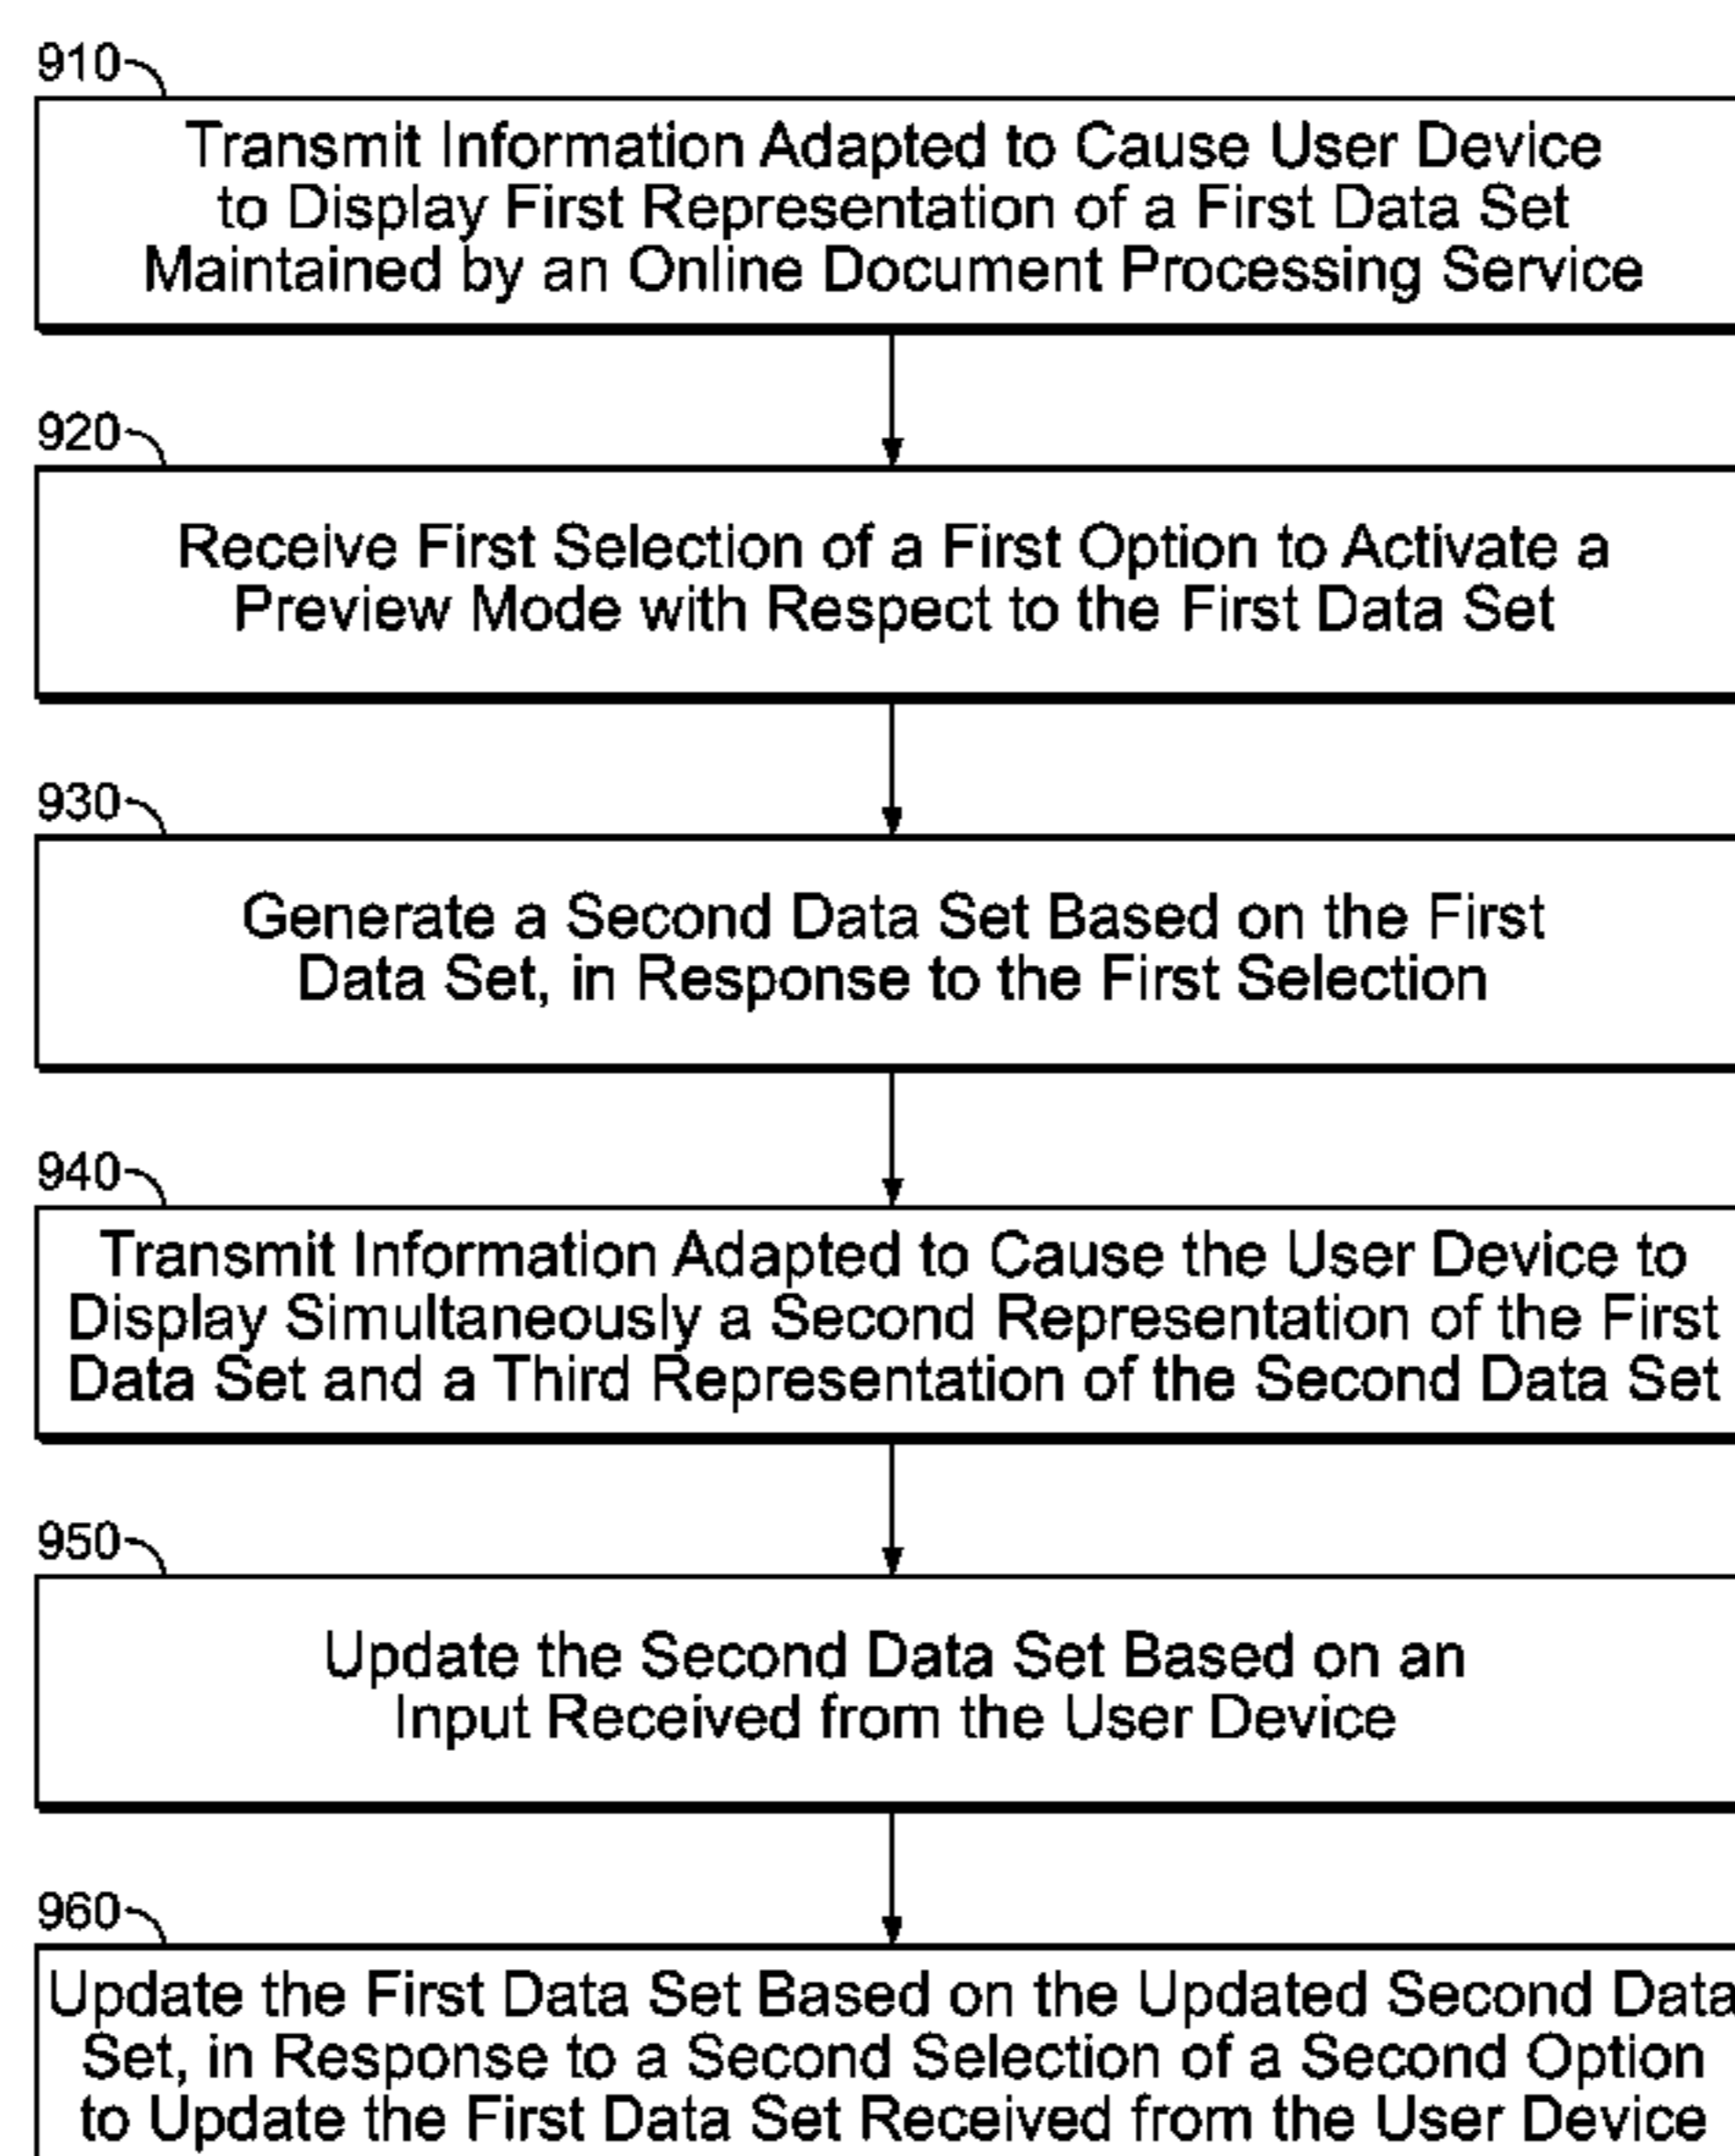 910
Transmit Information Adapted to Cause User Device
to Display First Representation of a First Data Set
Maintained by an Online Document Processing Service
920
Receive First Selection of a First Option to Activate a
Preview Mode with Respect to the First Data Set
930
Generate a Second Data Set Based on the First
Data Set, in Response to the First Selection
940
Transmit Information Adapted to Cause the User Device to
Display Simultaneously a Second Representation of the First
Data Set and a Third Representation of the Second Data Set
950
Update the Second Data Set Based on an
Input Received from the User Device
960
Update the First Data Set Based on the Updated Second Data
Set, in Response to a Second Selection of a Second Option
to Update the First Data Set Received from the User Device